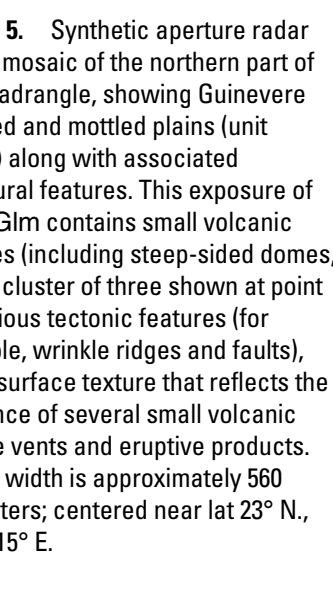 5. Synthetic aperture radar
mosaic of the northern part of
adrangle, showing Guinevere
ed and mottled plains (unit
) along with associated
ural features. This exposure of
GIm contains small volcanic
es (including steep-sided domes,
cluster of three shown at point
ious tectonic features (for
ple, wrinkle ridges and faults),
surface texture that reflects the
nce of several small volcanic
e vents and eruptive products.
width is approximately 560
ters; centered near lat 23° N.,
15° E.